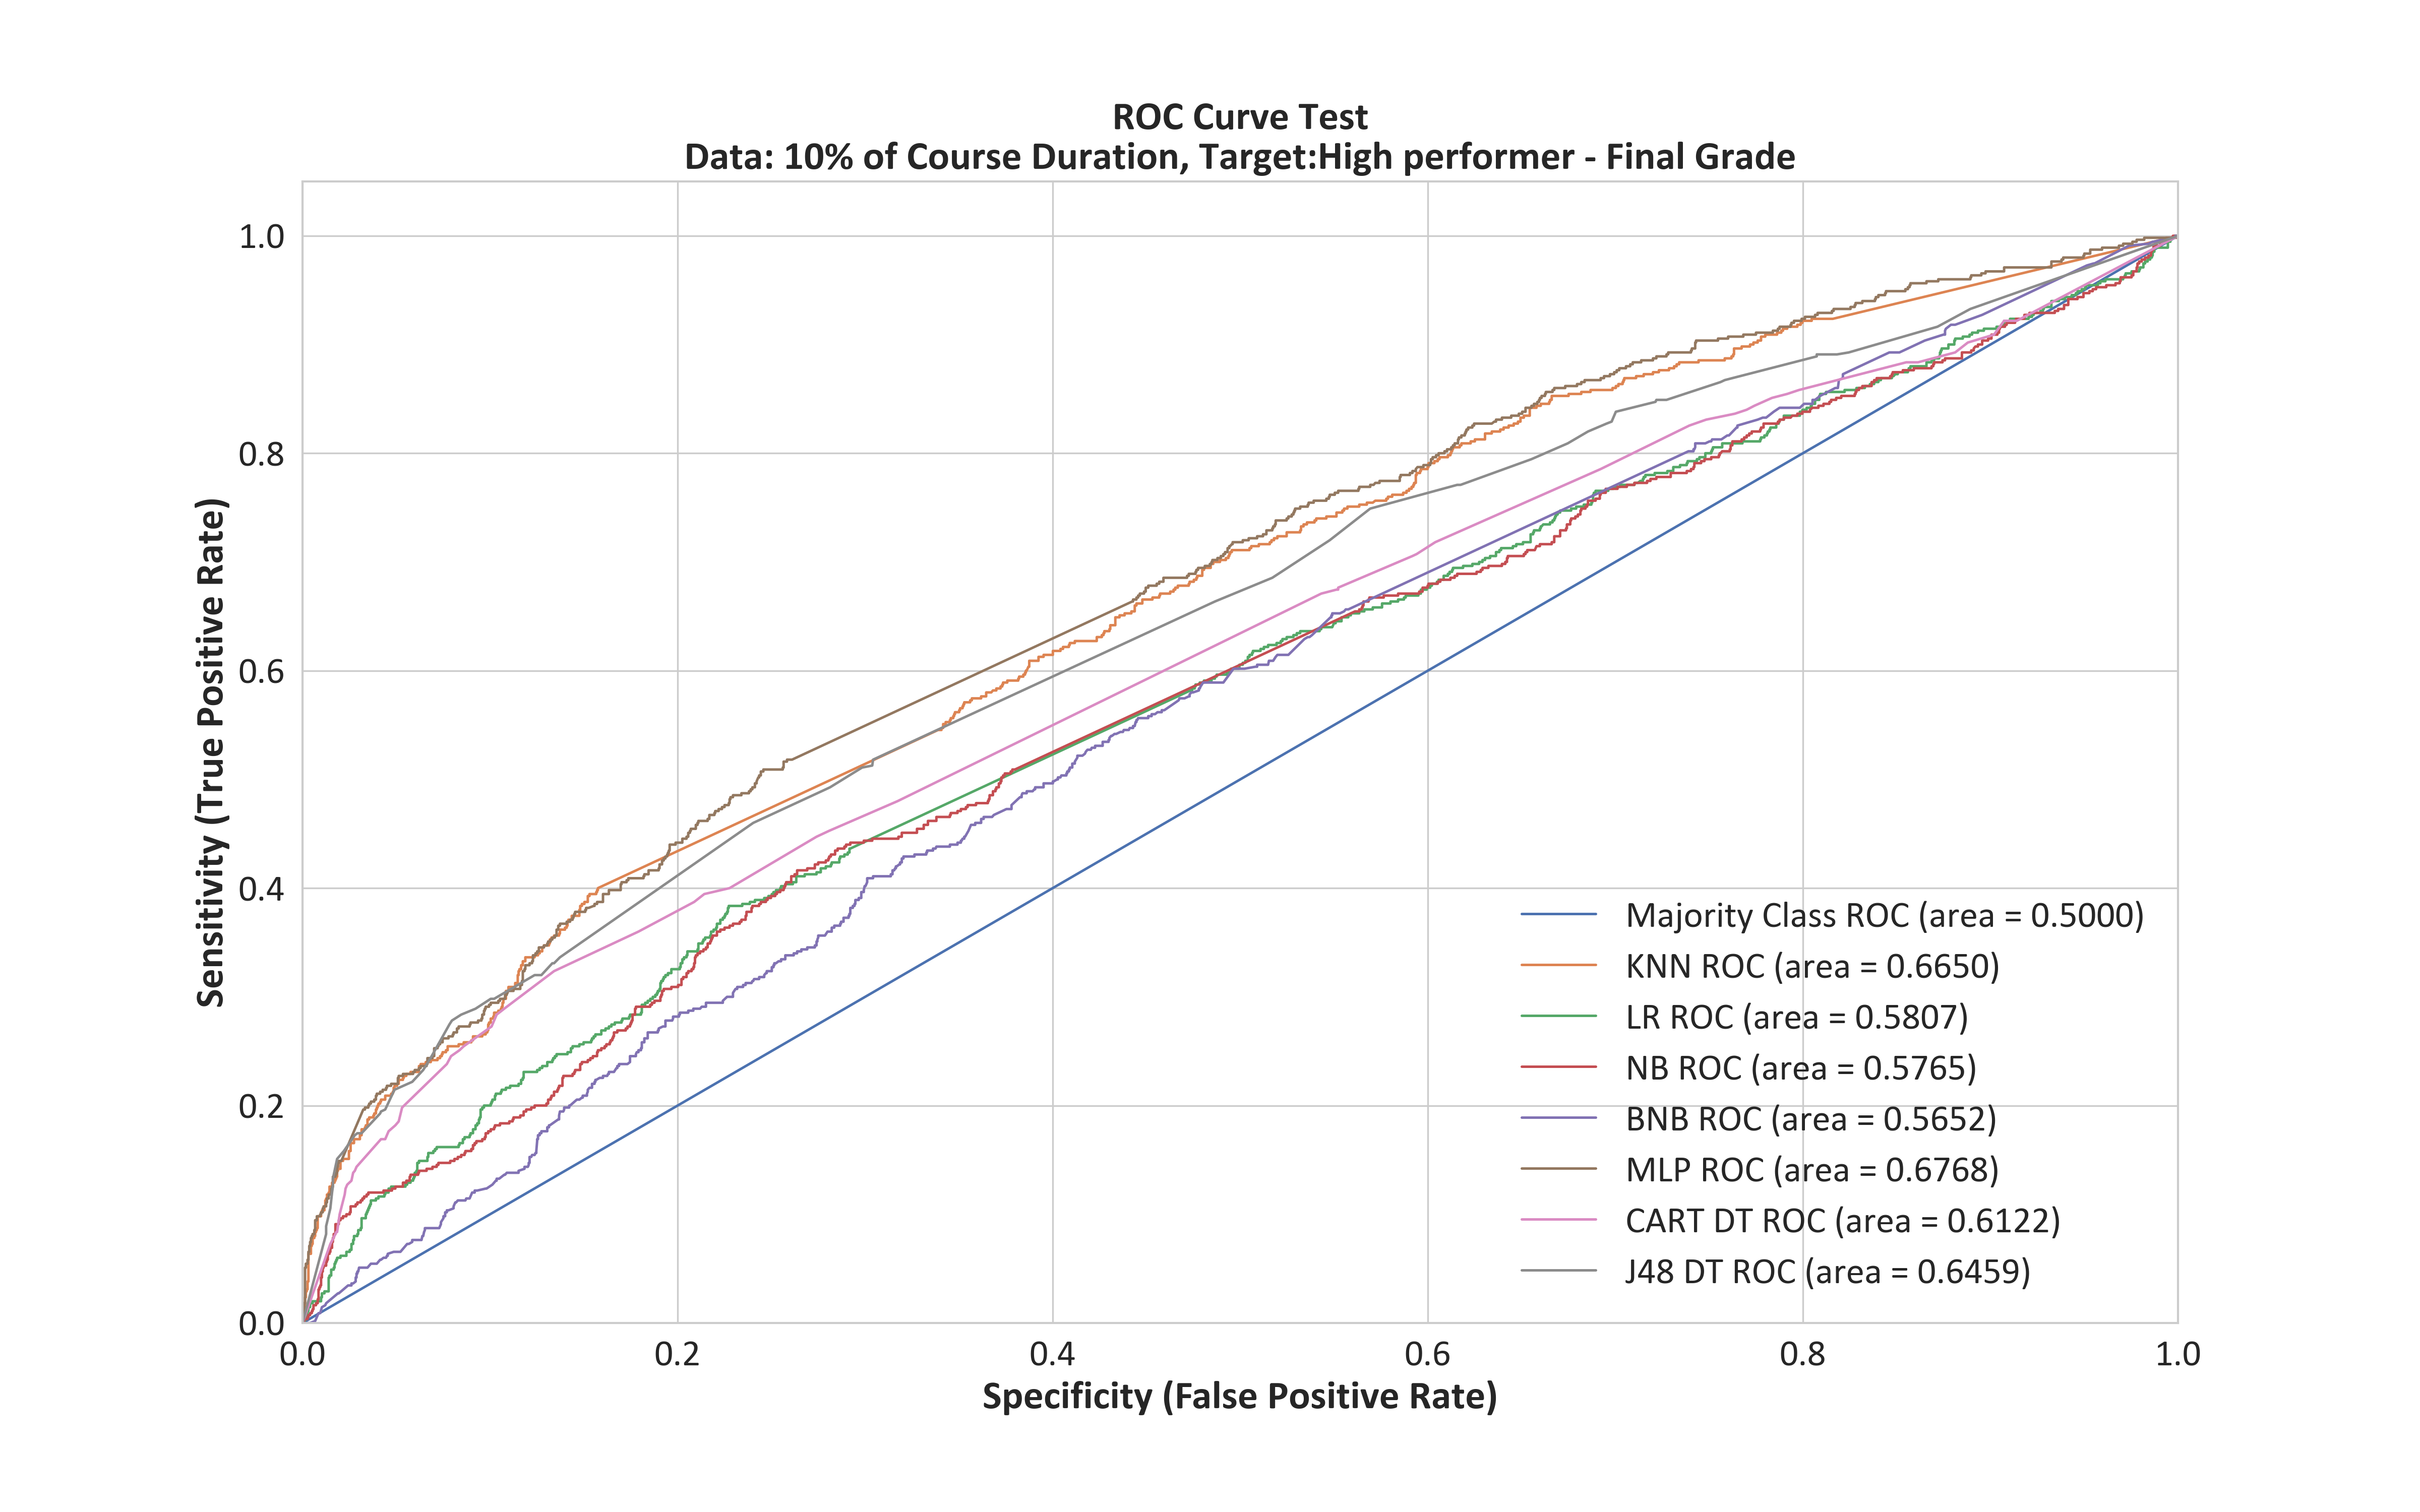 ROC Curve Test
Data: 10% of Course Duration, Target:High performer - Final Grade
Sensitivity (True Positive Rate)
1.0
0.8
0.6
0.4
0.2
0.0
Majority Class ROC (area = 0.5000)
KNN ROC (area = 0.6650)
LR ROC (area = 0.5807)
NB ROC (area = 0.5765)
BNB ROC (area = 0.5652)
MLP ROC (area = 0.6768)
CART DT ROC (area = 0.6122)
J48 DT ROC (area = 0.6459)
0.0 0.2 0.4 0.6 0.8 1.0
Specificity (False Positive Rate)